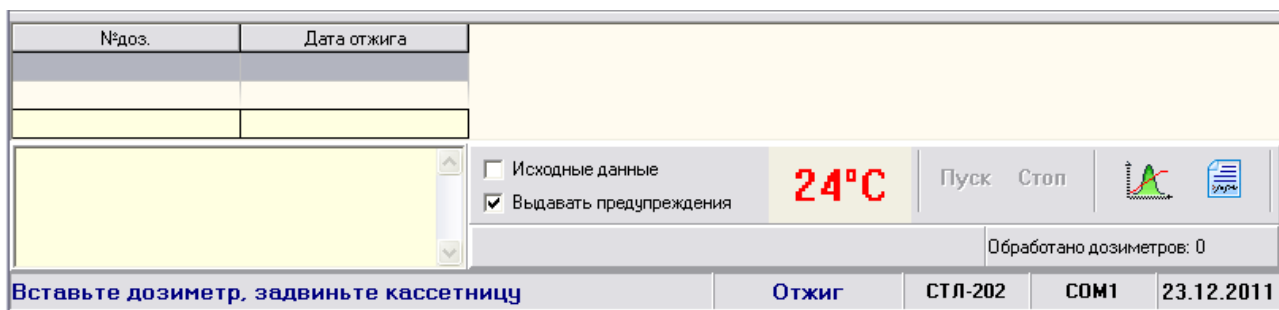 №доз. Дата отжига
Исходные данные
24°C Пуск Стоп
Выдавать предупреждения
Обработано дозиметров: 0
Вставьте дозиметр, задвиньте кассетницу Отжиг СТЛ-202 COM1 23.12.2011